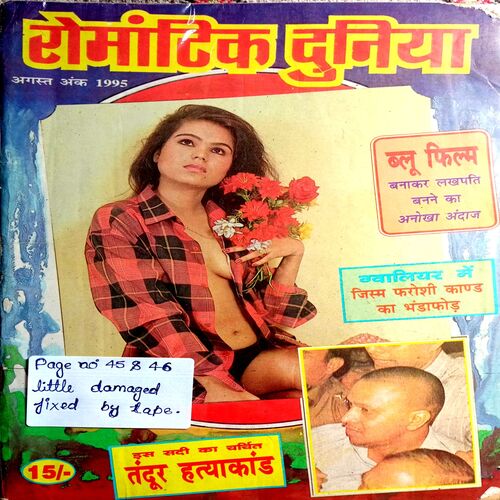 रोमांटिक दुनिया
अगस्त अंक 1995
ब्लू फिल्म
बनाकर लखपति
बनने का
अनोखा अंदाज
ग्वालियर में
जिस्म फरोशी काण्ड
का भंडाफोड़
Page no 45 & 46
little damaged
fixed by tape.
15/-
इस सदी का चर्चित
तंदूर हत्याकांड